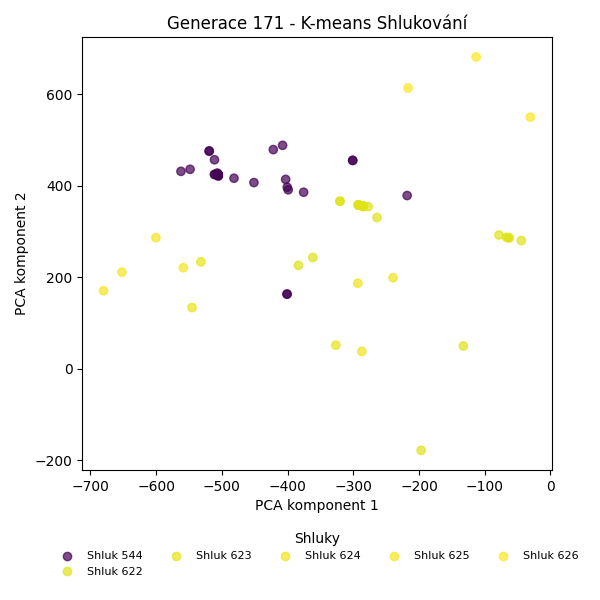 Generace 171 - K-means Shlukování
PCA komponent 2
600
400
200
0
−200
−700 −600 −500 −400 −300 −200 −100 0
PCA komponent 1
Shluky
Shluk 544 Shluk 623 Shluk 624 Shluk 625 Shluk 626
Shluk 622